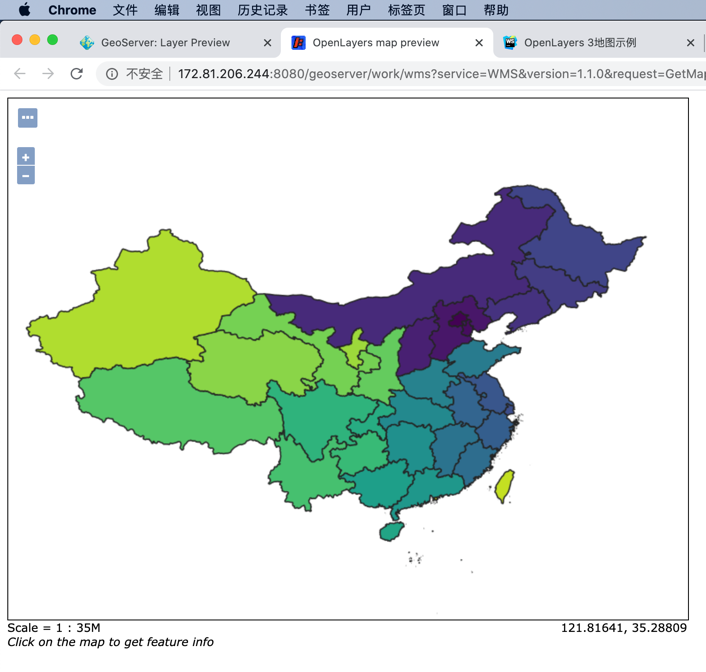 Chrome 文件 编辑 视图 历史记录 书签 用户 标签页 窗口 帮助
GeoServer: Layer Preview × OpenLayers map preview × OpenLayers 3地图示例 ×
不安全 | 172.81.206.244:8080/geoserver/work/wms?service=WMS&version=1.1.0&request=GetMap
+
−
Scale = 1 : 35M 121.81641, 35.28809
Click on the map to get feature info